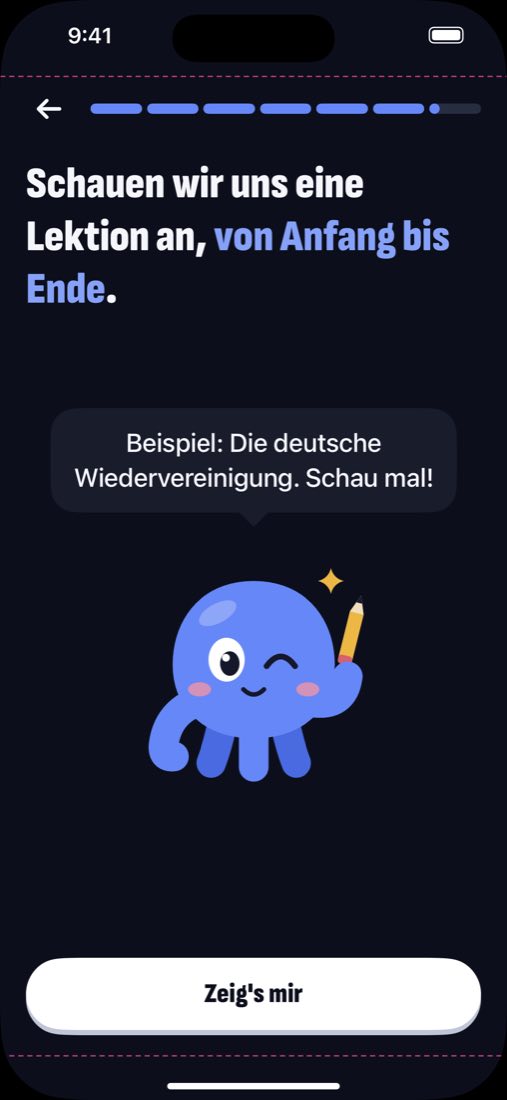 9:41
Schauen wir uns eine
Lektion an, von Anfang bis
Ende.
Beispiel: Die deutsche
Wiedervereinigung. Schau mal!
Zeig's mir